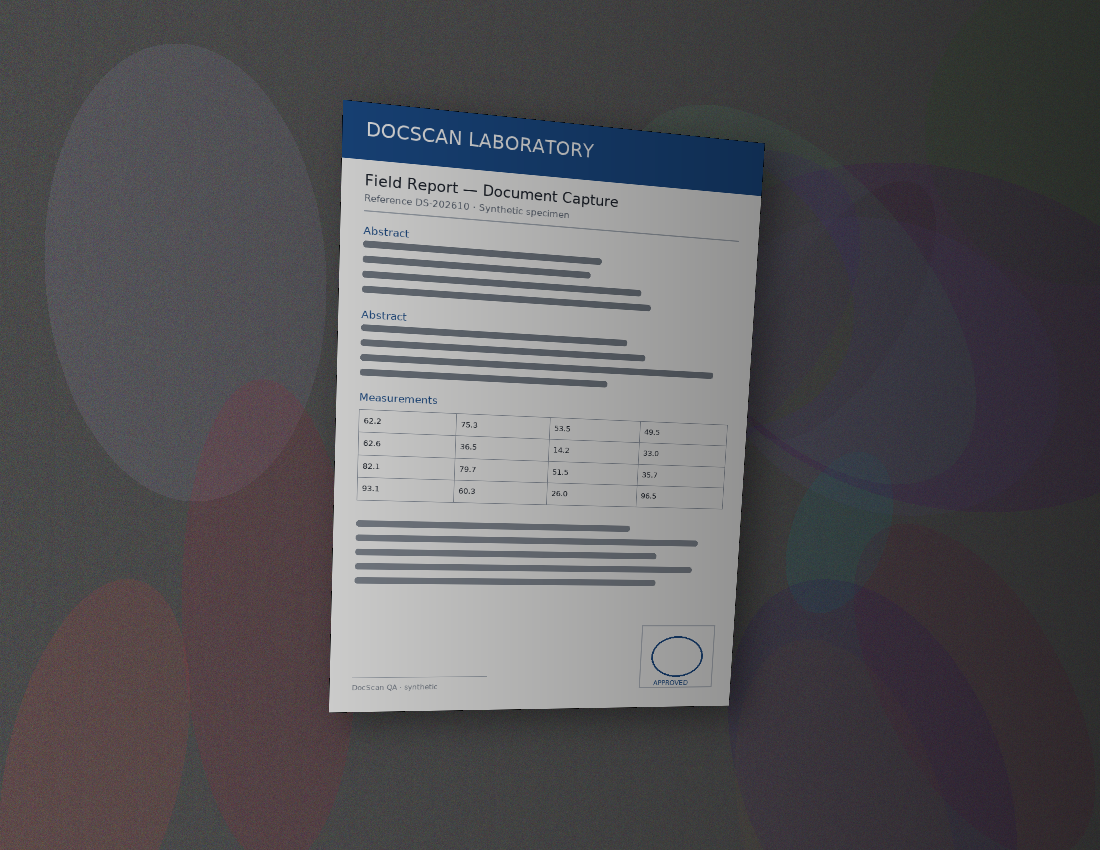 DOCSCAN LABORATORY
Field Report — Document Capture
Reference DS-202610 · Synthetic specimen
Abstract
Abstract
Measurements
62.2 75.3 53.5 49.5
62.6 36.5 14.2 33.0
82.1 79.7 51.5 35.7
93.1 60.3 26.0 96.5
APPROVED
DocScan QA · synthetic